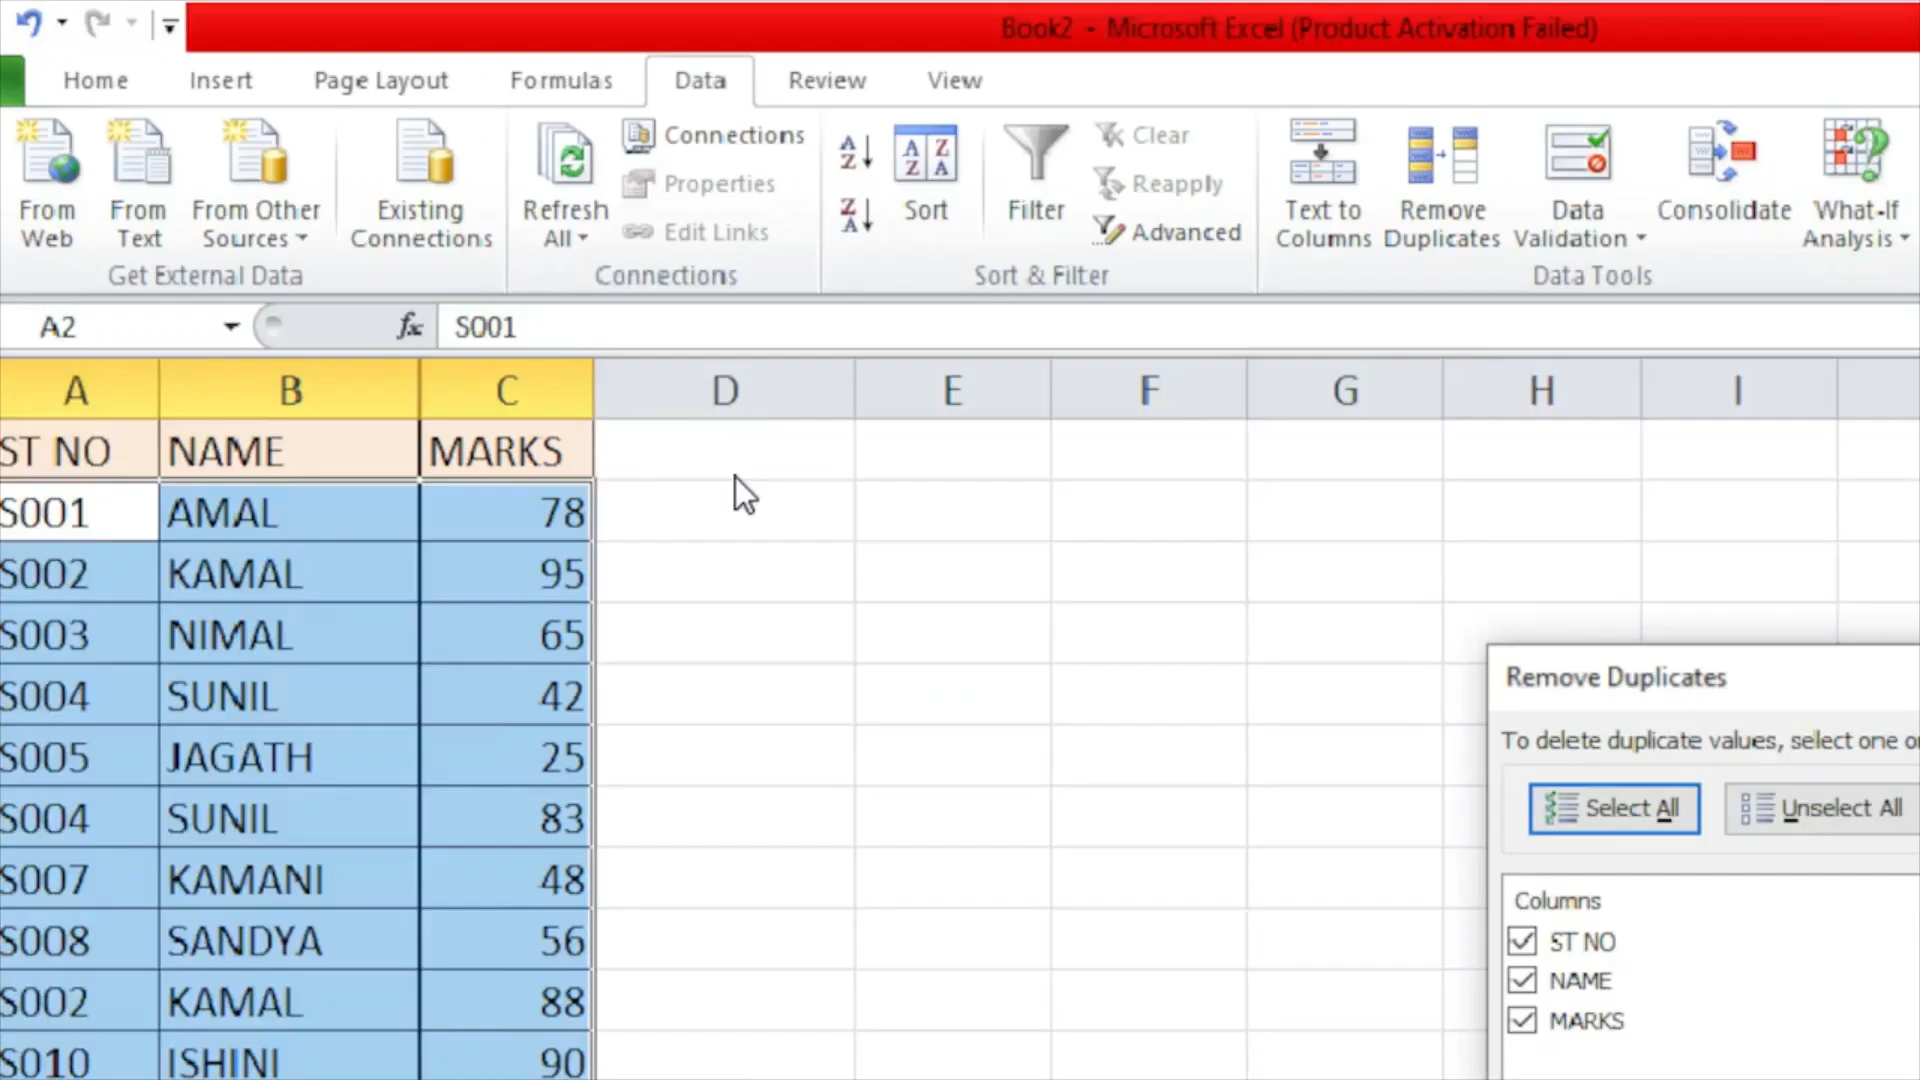 Book2 - Microsoft Excel (Product Activation Failed)
Home Insert Page Layout Formulas Data Review View
From Web
From Text
From Other Sources
Existing Connections
Get External Data
Refresh All
Connections
Properties
Edit Links
Connections
Sort
Filter
Clear
Reapply
Advanced
Sort & Filter
Text to Columns
Remove Duplicates
Data Validation
Consolidate
What-If Analysis
Data Tools
A2 fx S001
A B C D E F G H I
ST NO NAME MARKS
S001 AMAL 78
S002 KAMAL 95
S003 NIMAL 65
S004 SUNIL 42
S005 JAGATH 25
S004 SUNIL 83
S007 KAMANI 48
S008 SANDYA 56
S002 KAMAL 88
S010 ISHINI 90
Remove Duplicates
To delete duplicate values, select one
Select All Unselect All
Columns
ST NO
NAME
MARKS